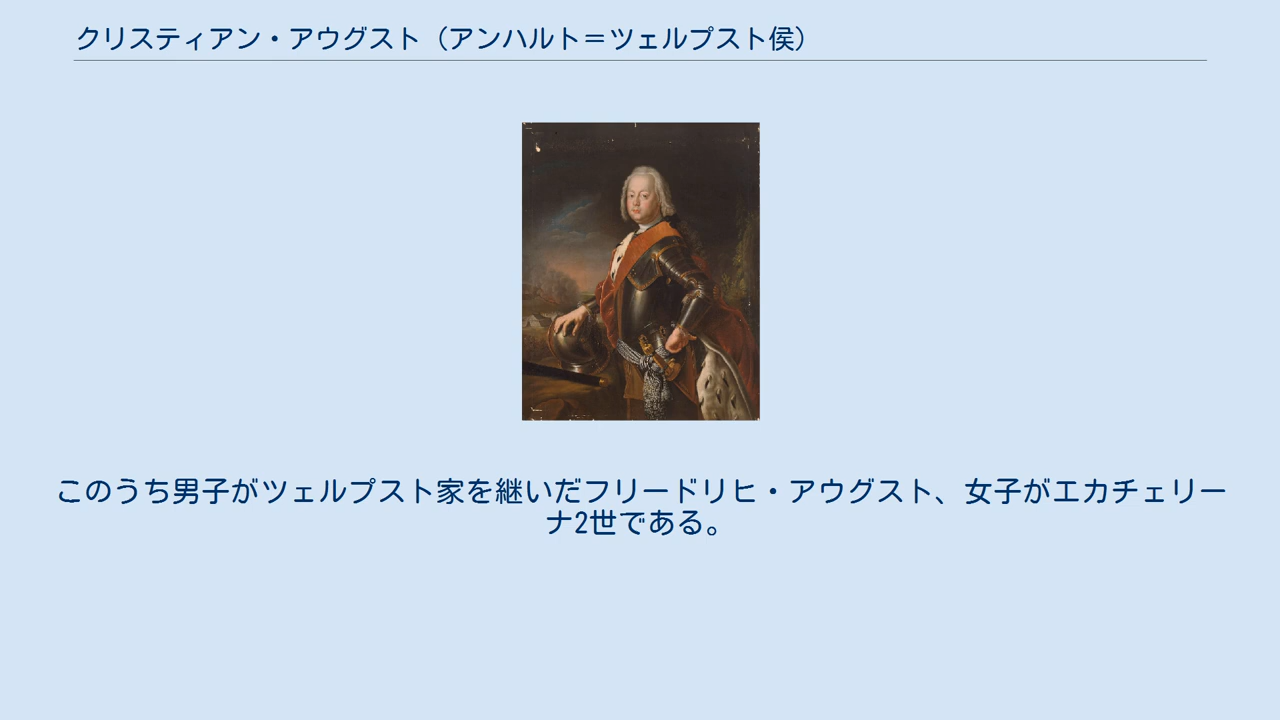 クリスティアン・アウグスト（アンハルト＝ツェルプスト侯）
このうち男子がツェルプスト家を継いだフリードリヒ・アウグスト、女子がエカチェリー
ナ2世である。